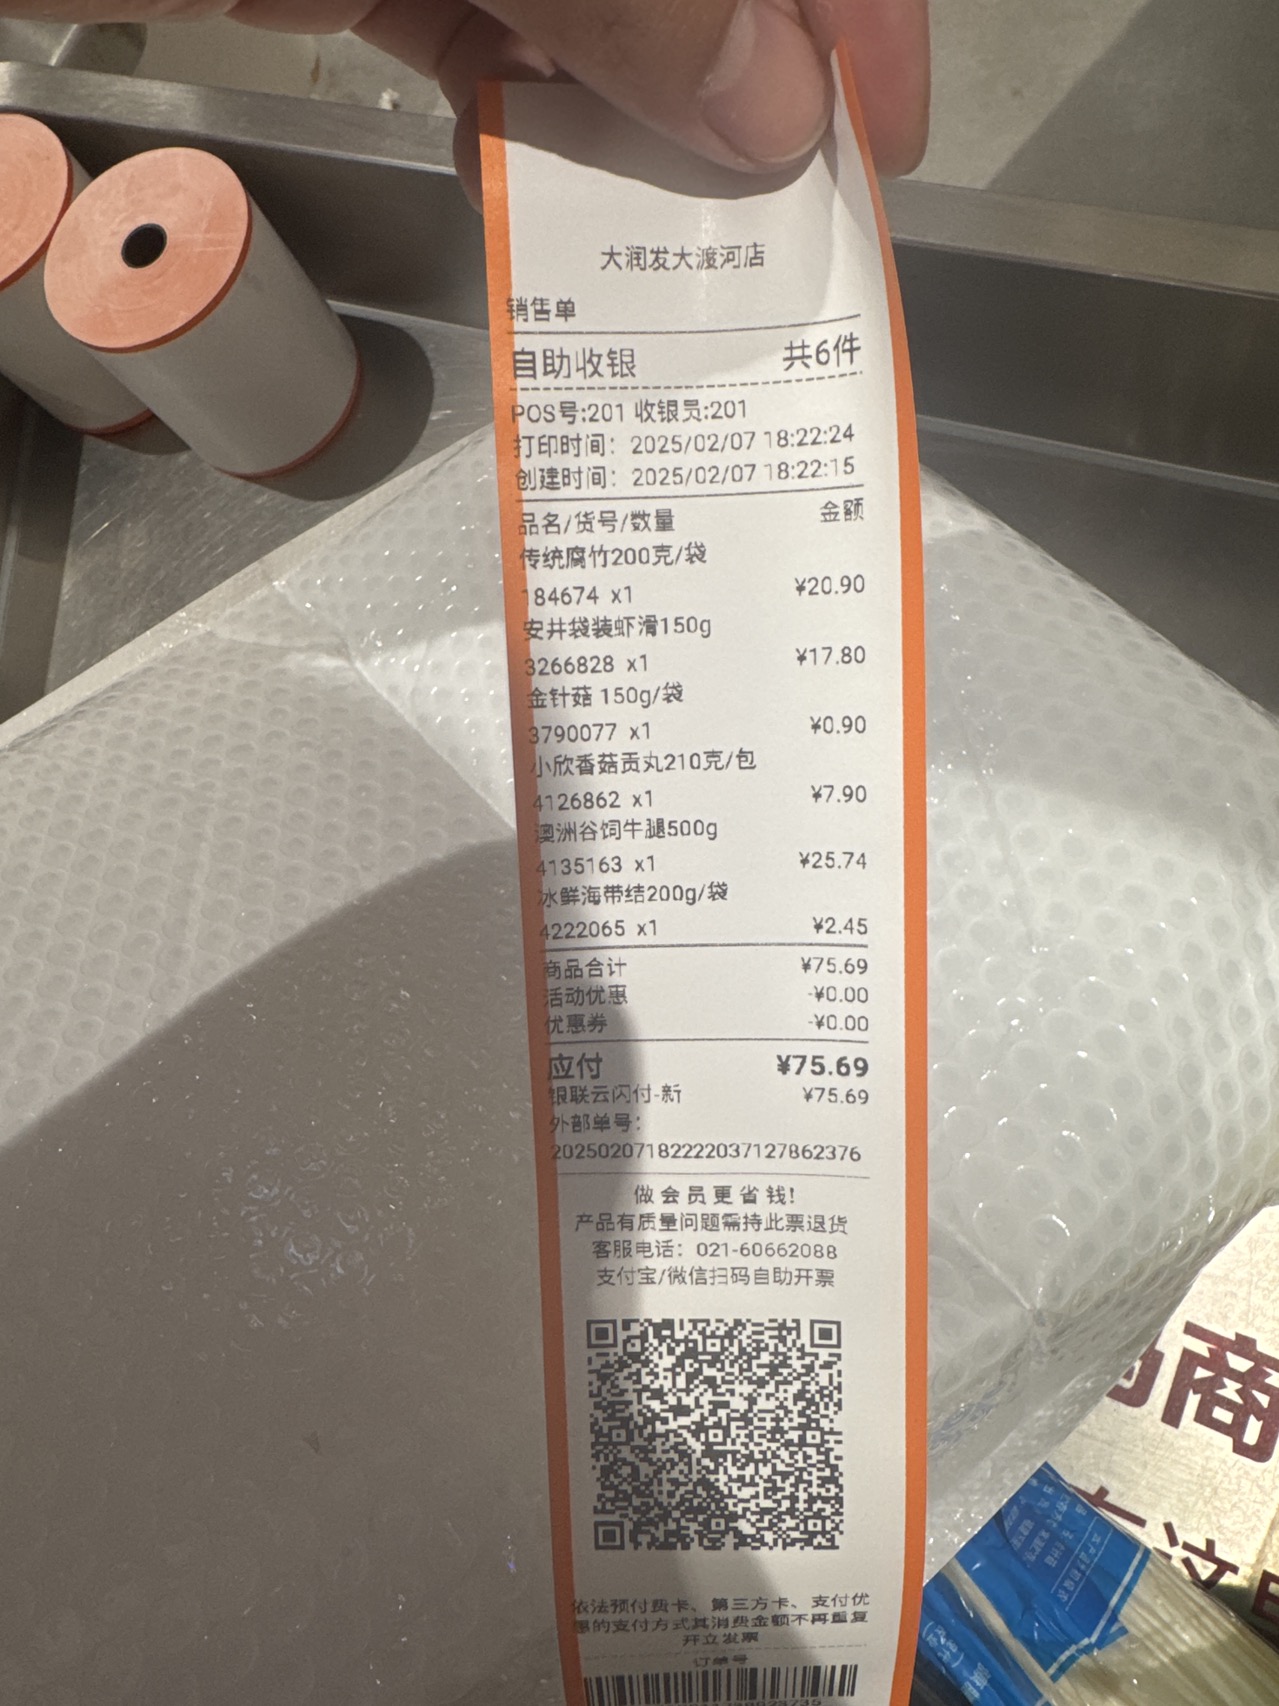 大润发大渡河店
销售单
自助收银 共6件
POS号:201 收银员:201
打印时间：2025/02/07 18:22:24
创建时间：2025/02/07 18:22:15
品名/货号/数量 金额
传统腐竹200克/袋
184674 x1 ¥20.90
安井袋装虾滑150g
3266828 x1 ¥17.80
金针菇 150g/袋
3790077 x1 ¥0.90
小欣香菇贡丸210克/包
4126862 x1 ¥7.90
澳洲谷饲牛腿500g
4135163 x1 ¥25.74
冰鲜海带结200g/袋
4222065 x1 ¥2.45
商品合计 ¥75.69
活动优惠 -¥0.00
优惠券 -¥0.00
应付 ¥75.69
银联云闪付-新 ¥75.69
外部单号：
20250207182222037127862376
做会员更省钱!
产品有质量问题需持此票退货
客服电话：021-60662088
支付宝/微信扫码自助开票
依法预付费卡、第三方卡、支付优
惠的支付方式其消费金额不再重复
开立发票
订单号
商